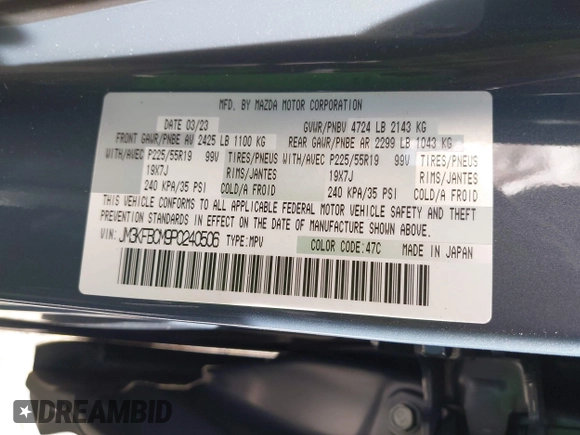 MFD. BY MAZDA MOTOR CORPORATION
DATE 03/23 GVWR/PNBV 4724 LB 2143 KG
FRONT GAWR/PNBE AV 2425 LB 1100 KG REAR GAWR/PNBE AR 2299 LB 1043 KG
WITH/AVEC P225/55R19 99V TIRES/PNEUS WITH/AVEC P225/55R19 99V TIRES/PNEUS
19X7J RIMS/JANTES 19X7J RIMS/JANTES
240 KPA/35 PSI COLD/A FROID 240 KPA/35 PSI COLD/A FROID
THIS VEHICLE CONFORMS TO ALL APPLICABLE FEDERAL MOTOR VEHICLE SAFETY AND THEFT
PREVENTION STANDARDS IN EFFECT ON THE DATE OF MANUFACTURE SHOWN ABOVE.
VIN: JM3KFBCM9P0240506 TYPE:MPV COLOR CODE:47C MADE IN JAPAN
DREAMBID